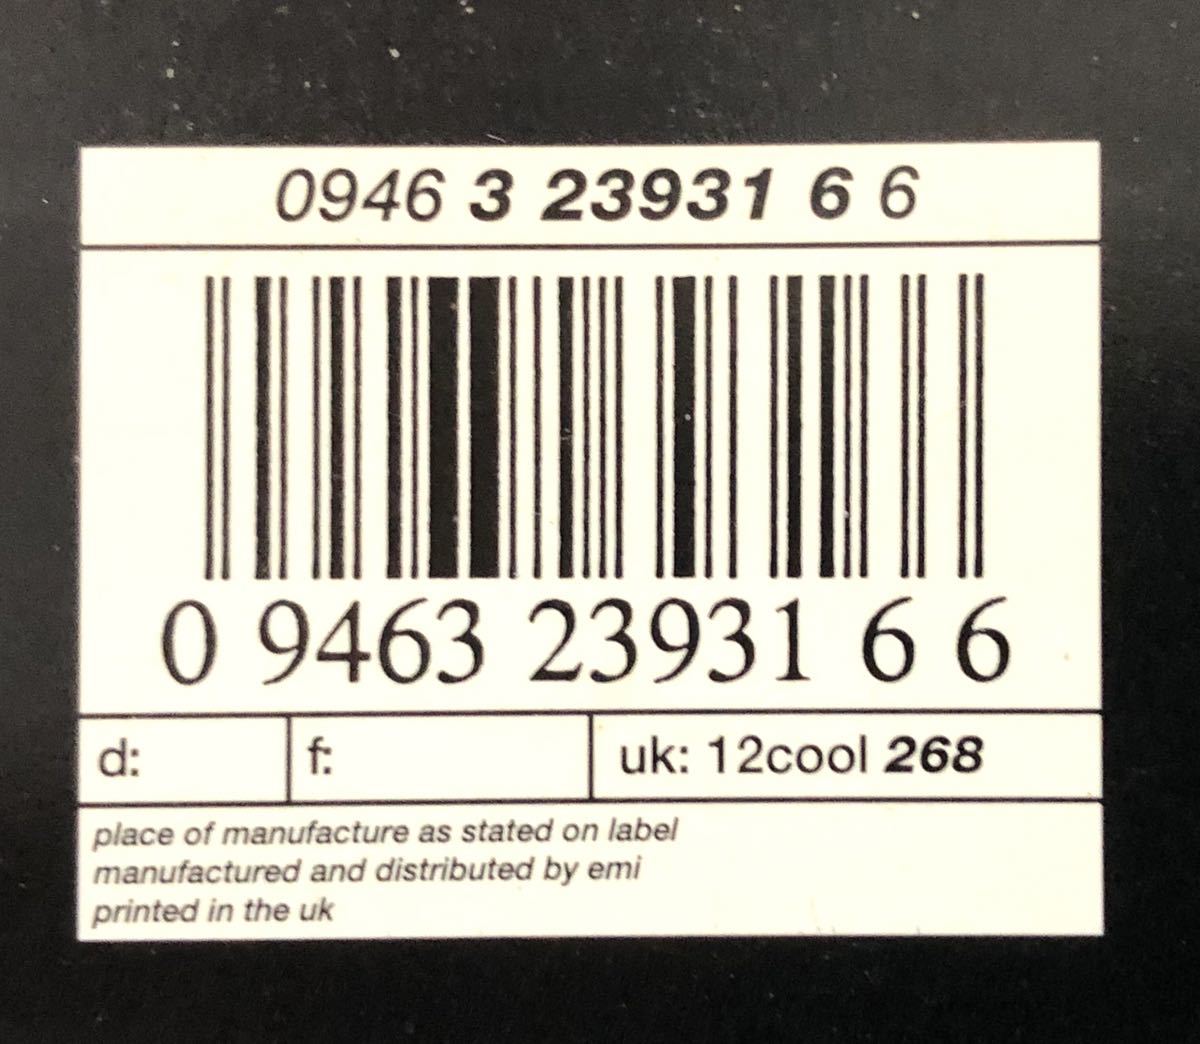 0946 3 23931 6 6
0 9463 23931 6 6
d: f: uk: 12cool 268
place of manufacture as stated on label
manufactured and distributed by emi
printed in the uk